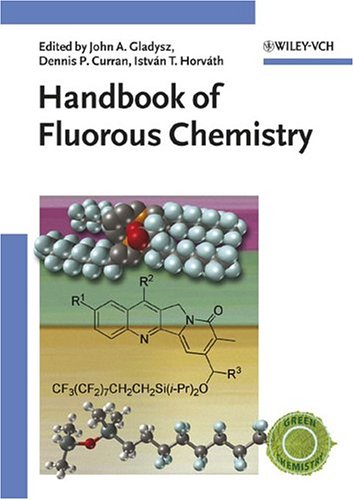 Edited by John A. Gladysz,
Dennis P. Curran, István T. Horváth
WILEY-VCH
Handbook of
Fluorous Chemistry
R¹
R²
O
N
N
R³
CF₃(CF₂)₇CH₂CH₂Si(i-Pr)₂O
GREEN
CHEMISTRY